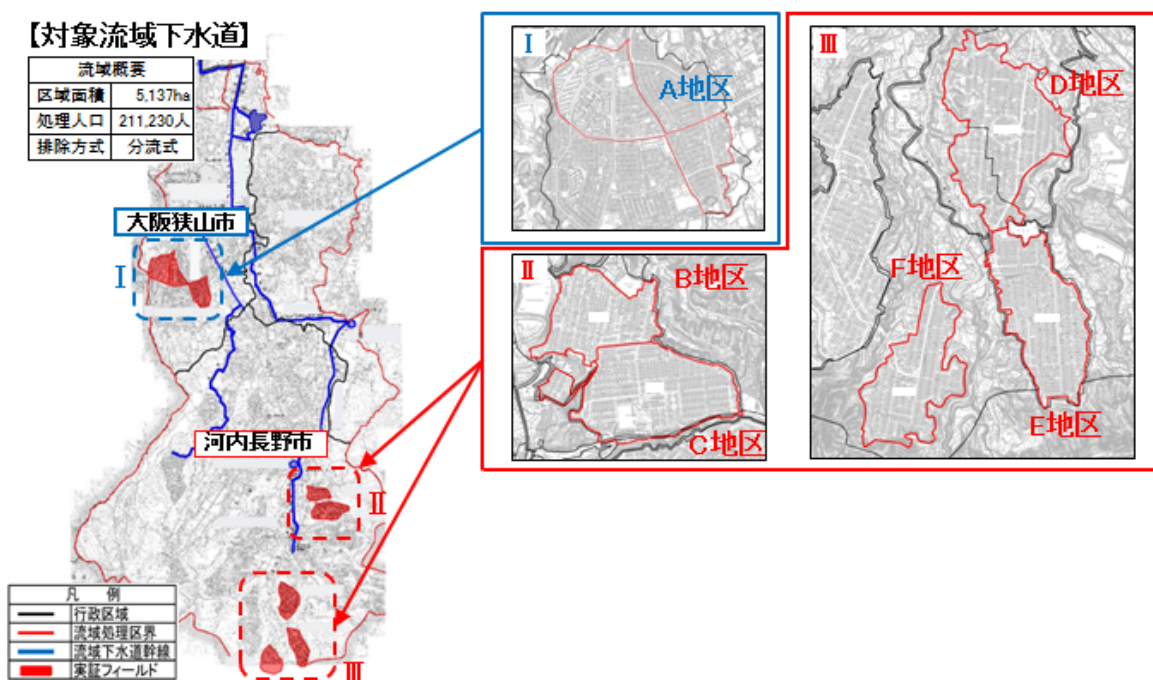 【対象流域下水道】
流域概要
区域面積 5,137ha
処理人口 211,230人
排除方式 分流式
大阪狭山市
Ⅰ
河内長野市
Ⅱ
Ⅲ
凡 例
行政区域
流域処理区界
流域下水道幹線
実証フィールド
Ⅰ
A地区
Ⅱ
B地区
C地区
Ⅲ
D地区
F地区
E地区